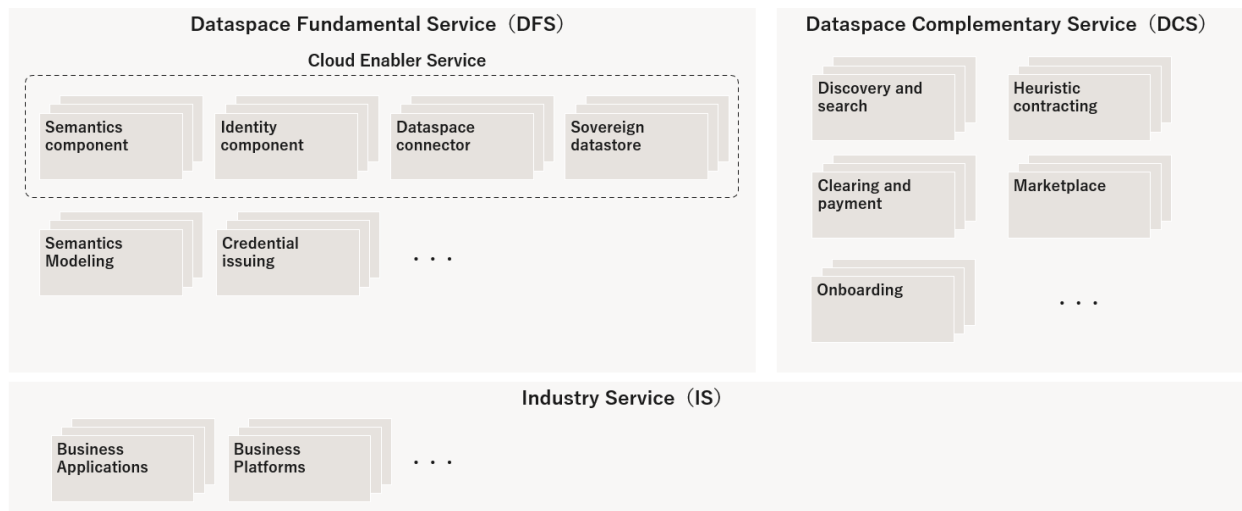 Dataspace Fundamental Service（DFS）
Cloud Enabler Service
Semantics
component
Identity
component
Dataspace
connector
Sovereign
datastore
Semantics
Modeling
Credential
issuing
· · ·
Dataspace Complementary Service（DCS）
Discovery and
search
Heuristic
contracting
Clearing and
payment
Marketplace
Onboarding
· · ·
Industry Service（IS）
Business
Applications
Business
Platforms
· · ·